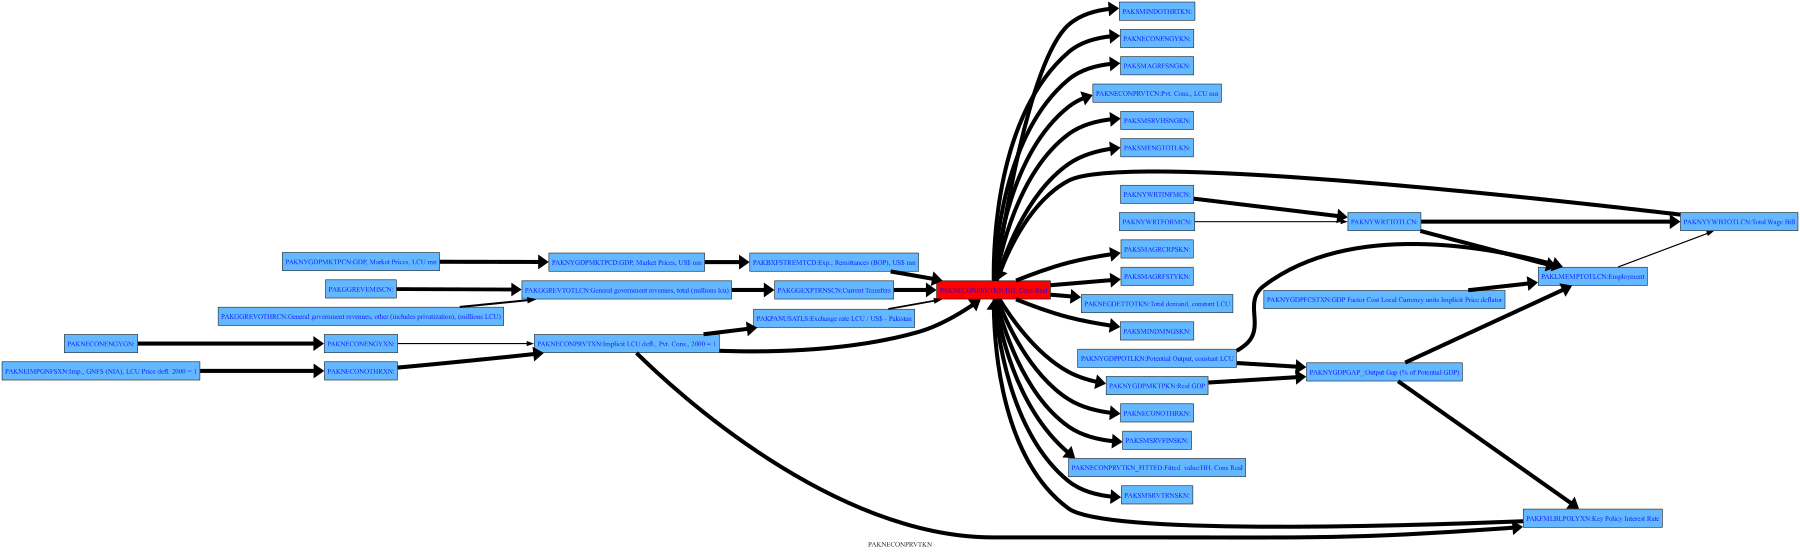 PAKSMINDOTHRTKN:
PAKNECONENGYKN:
PAKSMAGRFSNGKN:
PAKNECONPRVTCN:Pvt. Cons., LCU mn
PAKSMSRVHSNGKN:
PAKSMENGTOTLKN:
PAKNYWRTINFMCN:
PAKNYWRTFORMCN:
PAKNYWRTTOTLCN:
PAKNYYWBTOTLCN:Total Wage Bill
PAKNYGDPMKTPCN:GDP, Market Prices, LCU mn
PAKNYGDPMKTPCD:GDP, Market Prices, US$ mn
PAKBXFSTREMTCD:Exp., Remittances (BOP), US$ mn
PAKSMAGRCRPSKN:
PAKSMAGRFSTYKN:
PAKLMEMPTOTLCN:Employment
PAKGGREVEMISCN:
PAKGGREVTOTLCN:General government revenues, total (millions lcu)
PAKGGEXPTRNSCN:Current Transfers
PAKNECONPRVTKN:HH. Cons Real
PAKNEGDETTOTKN:Total demand, constant LCU
PAKNYGDPFCSTXN:GDP Factor Cost Local Currency units Implicit Price deflator
PAKGGREVOTHRCN:General government revenues, other (includes privatization), (millions LCU)
PAKPANUSATLS:Exchange rate LCU / US$ - Pakistan
PAKSMINDMNGSKN:
PAKNECONENGYGN:
PAKNECONENGYXN:
PAKNECONPRVTXN:Implicit LCU defl., Pvt. Cons., 2000 = 1
PAKNYGDPPOTLKN:Potential Output, constant LCU
PAKNEIMPGNFSXN:Imp., GNFS (NIA), LCU Price defl. 2000 = 1
PAKNECONOTHRXN:
PAKNYGDPGAP_:Output Gap (% of Potential GDP)
PAKNYGDPMKTPKN:Real GDP
PAKNECONOTHRKN:
PAKSMSRVFINSKN:
PAKNECONPRVTKN_FITTED:Fitted value:HH. Cons Real
PAKSMSRVTRNSKN:
PAKFMLBLPOLYXN:Key Policy Interest Rate
PAKNECONPRVTKN